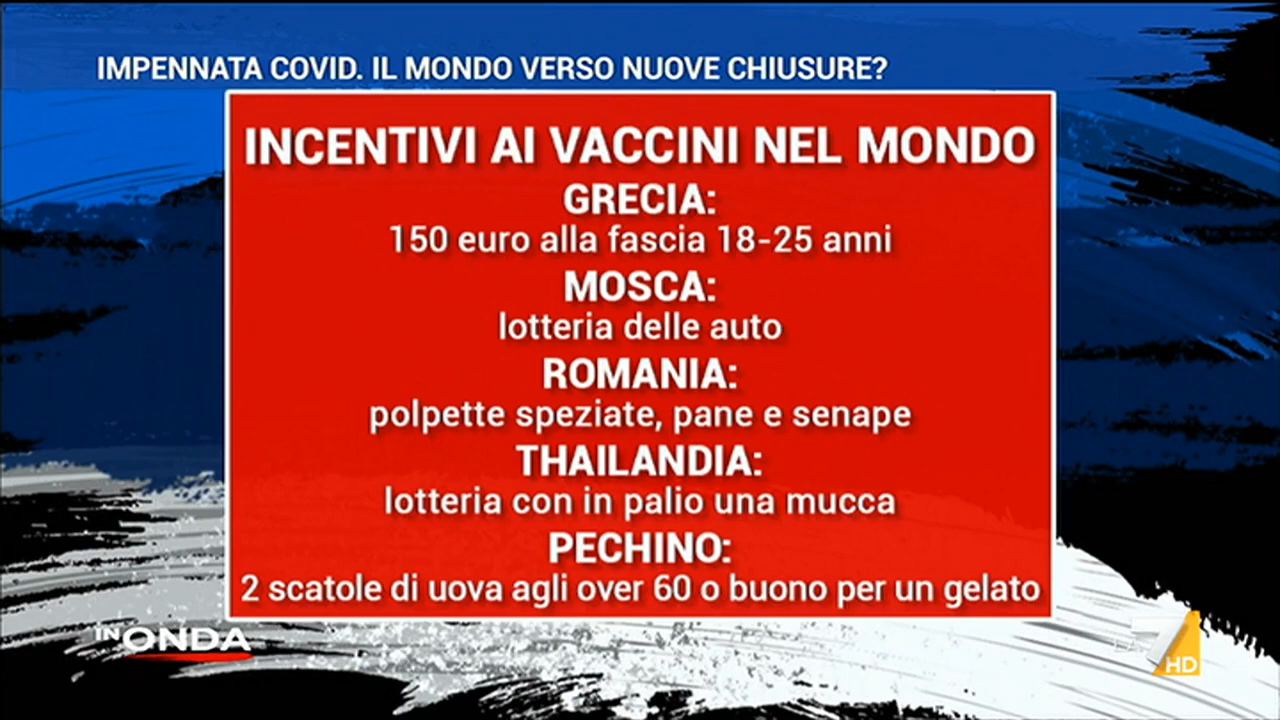 IMPENNATA COVID. IL MONDO VERSO NUOVE CHIUSURE?
INCENTIVI AI VACCINI NEL MONDO
GRECIA:
150 euro alla fascia 18-25 anni
MOSCA:
lotteria delle auto
ROMANIA:
polpette speziate, pane e senape
THAILANDIA:
lotteria con in palio una mucca
PECHINO:
2 scatole di uova agli over 60 o buono per un gelato
IN ONDA
7 HD